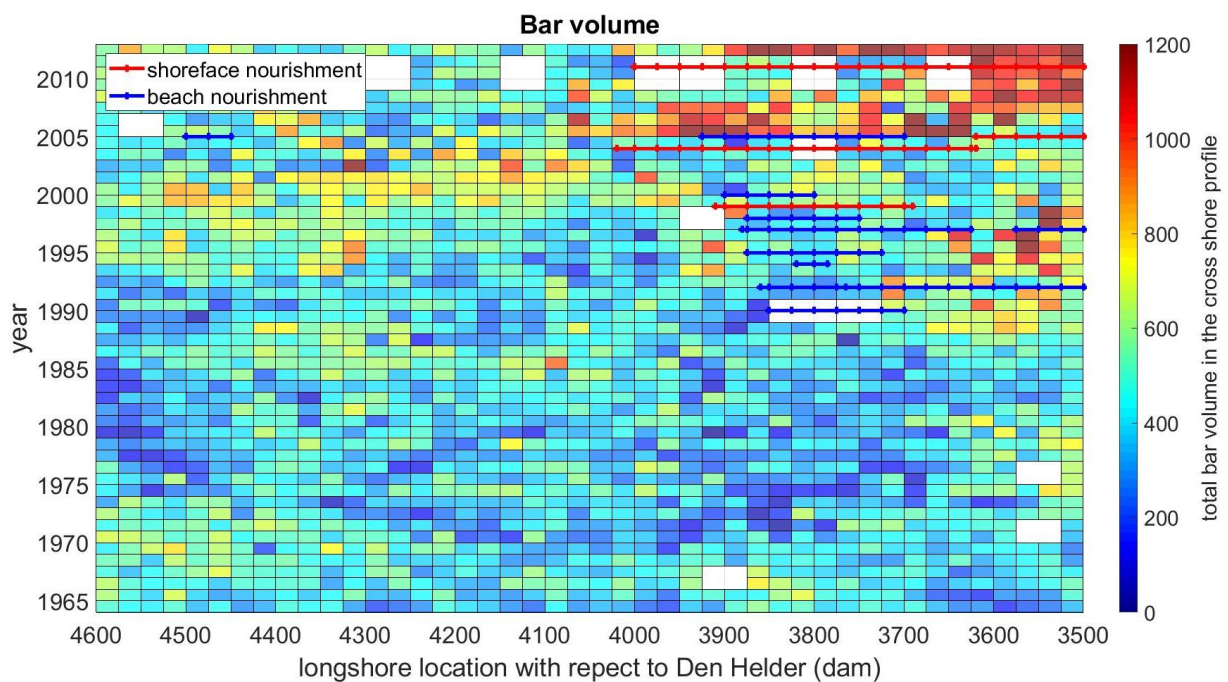 Bar volume
shoreface nourishment
beach nourishment
year
2010
2005
2000
1995
1990
1985
1980
1975
1970
1965
4600 4500 4400 4300 4200 4100 4000 3900 3800 3700 3600 3500
longshore location with repect to Den Helder (dam)
1200
1000
800
600
400
200
0
total bar volume in the cross shore profile